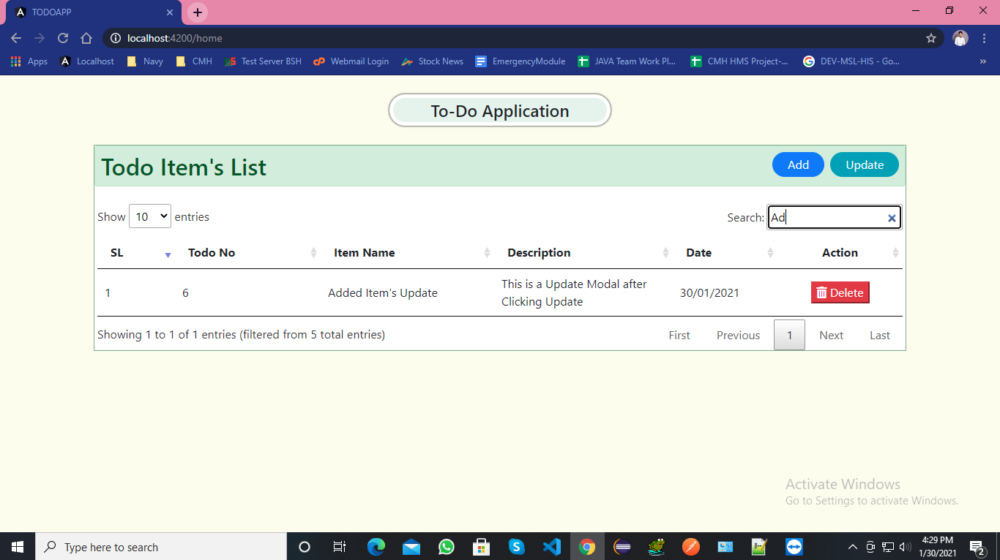 TODOAPP
localhost:4200/home
Apps Localhost Navy CMH Test Server BSH Webmail Login Stock News EmergencyModule JAVA Team Work Pl... CMH HMS Project-... DEV-MSL-HIS - Go... »
To-Do Application
Todo Item's List Add Update
Show 10 entries Search: Ad
SL Todo No Item Name Description Date Action
1 6 Added Item's Update This is a Update Modal after 30/01/2021 Delete
Clicking Update
Showing 1 to 1 of 1 entries (filtered from 5 total entries) First Previous 1 Next Last
Activate Windows
Go to Settings to activate Windows.
Type here to search 4:29 PM
1/30/2021 2